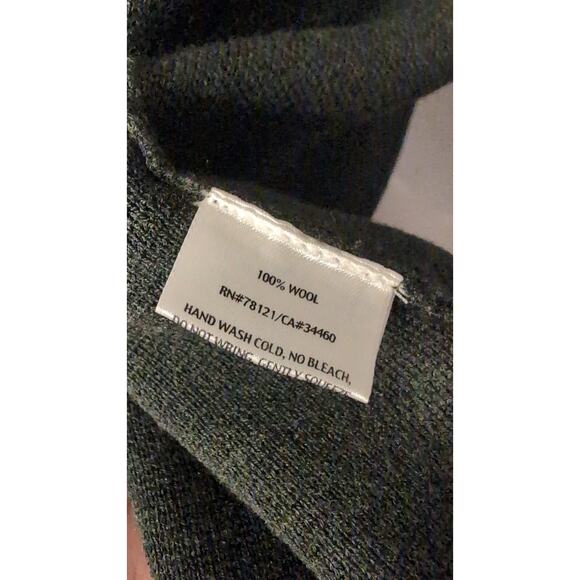 100% WOOL
RN#78121/CA#34460
HAND WASH COLD, NO BLEACH,
DO NOT WRING, GENTLY SQUEEZE